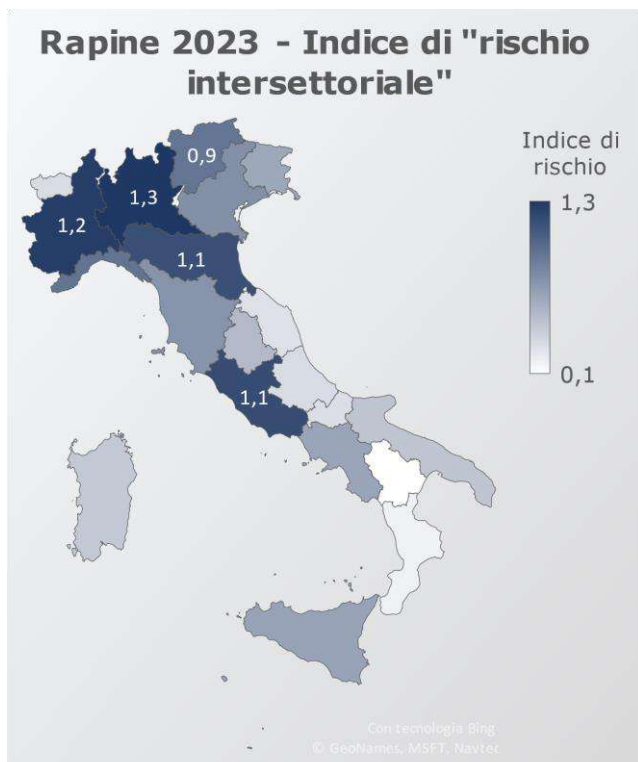 Rapine 2023 - Indice di "rischio
intersettoriale"
Indice di
rischio
1,3
0,1
0,9
1,3
1,2
1,1
1,1
Con tecnologia Bing
© GeoNames, MSFT, Navtec